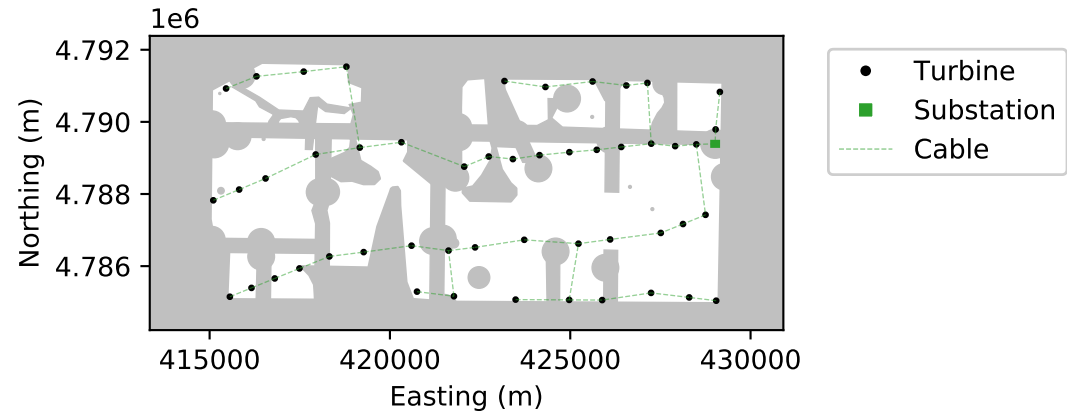 1e6
4.792
4.790
4.788
4.786
Northing (m)
415000 420000 425000 430000
Easting (m)
Turbine
Substation
Cable